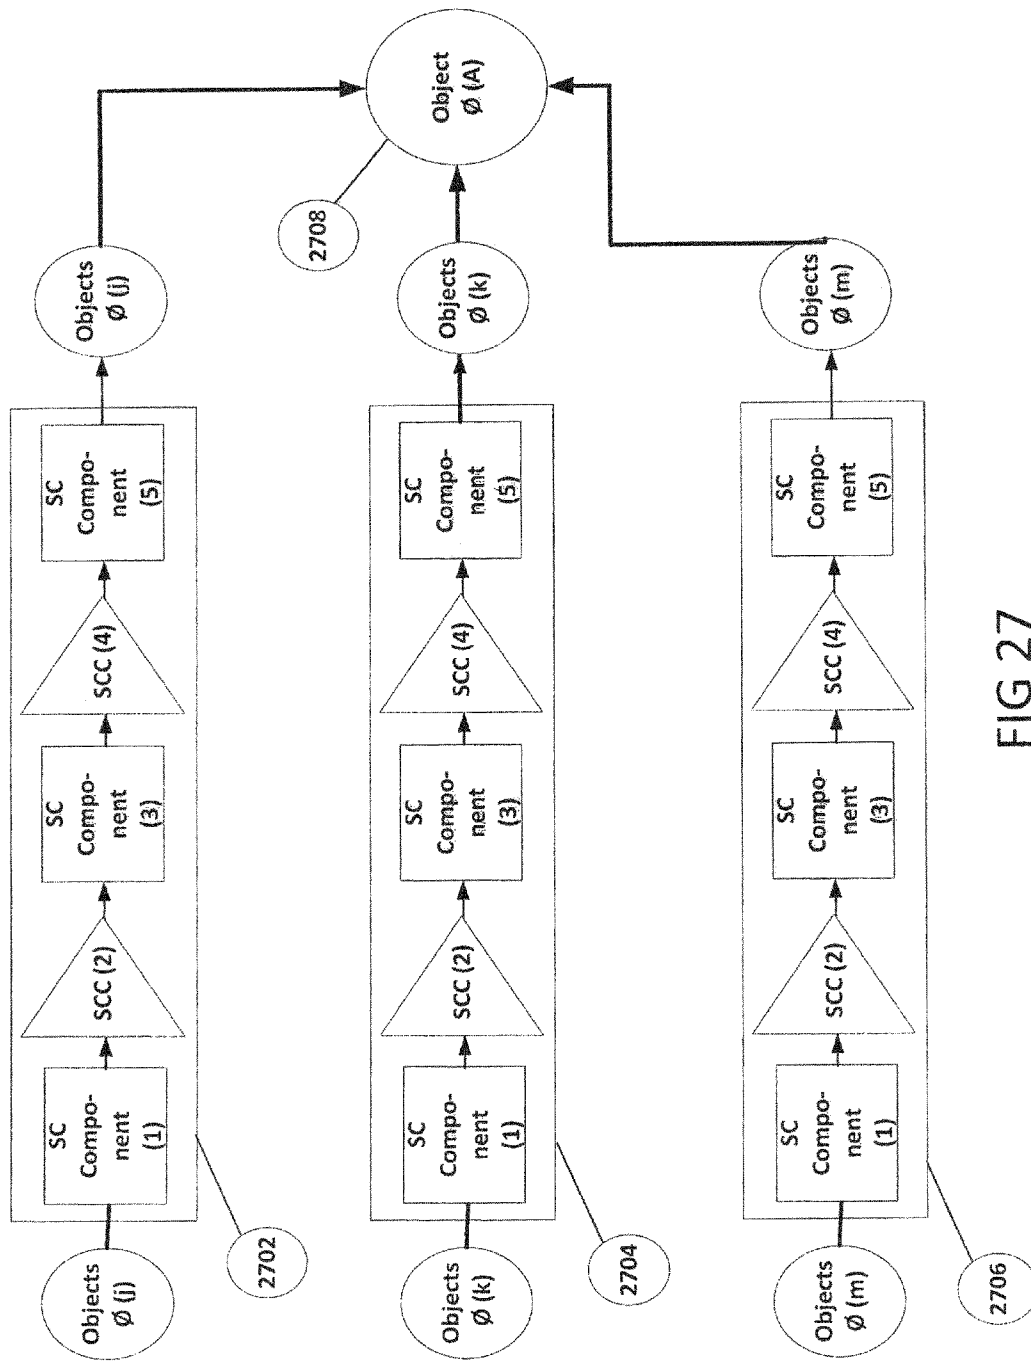 Objects
Ø (j)
SC
Compo-
nent
(1)
SCC (2)
SC
Compo-
nent
(3)
SCC (4)
SC
Compo-
nent
(5)
Objects
Ø (j)
2702
Objects
Ø (k)
SC
Compo-
nent
(1)
SCC (2)
SC
Compo-
nent
(3)
SCC (4)
SC
Compo-
nent
(5)
Objects
Ø (k)
2704
2708
Object
Ø (A)
Objects
Ø (m)
SC
Compo-
nent
(1)
SCC (2)
SC
Compo-
nent
(3)
SCC (4)
SC
Compo-
nent
(5)
Objects
Ø (m)
2706
FIG 27